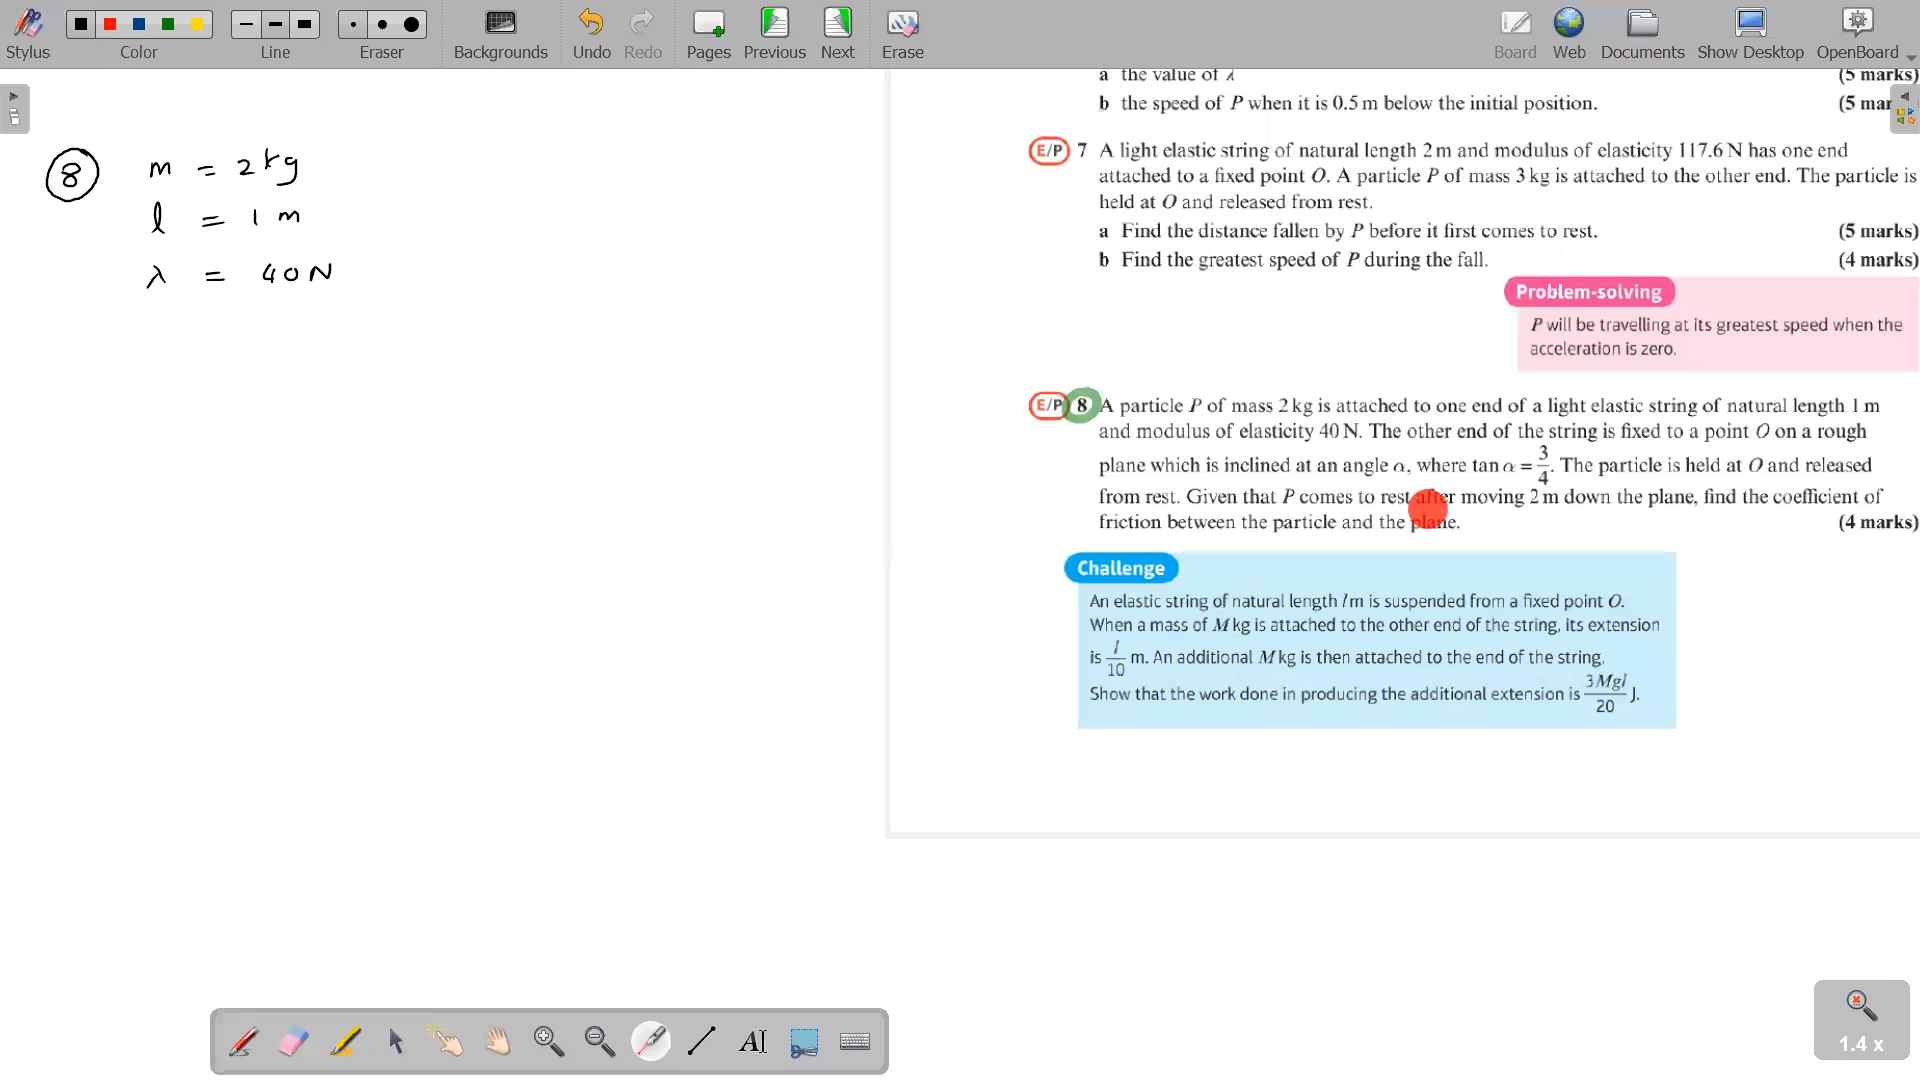 Stylus
Color
Line
Eraser
Backgrounds
Undo
Redo
Pages
Previous
Next
Erase
Board
Web
Documents
Show Desktop
OpenBoard
8 m = 2 kg
l = 1 m
λ = 40 N
a the value of λ (5 marks)
b the speed of P when it is 0.5 m below the initial position. (5 mar
E/P 7 A light elastic string of natural length 2 m and modulus of elasticity 117.6 N has one end
attached to a fixed point O. A particle P of mass 3 kg is attached to the other end. The particle is
held at O and released from rest.
a Find the distance fallen by P before it first comes to rest. (5 marks)
b Find the greatest speed of P during the fall. (4 marks)
Problem-solving
P will be travelling at its greatest speed when the
acceleration is zero.
E/P 8 A particle P of mass 2 kg is attached to one end of a light elastic string of natural length 1 m
and modulus of elasticity 40 N. The other end of the string is fixed to a point O on a rough
plane which is inclined at an angle α, where tan α = 3/4. The particle is held at O and released
from rest. Given that P comes to rest after moving 2 m down the plane, find the coefficient of
friction between the particle and the plane. (4 marks)
Challenge
An elastic string of natural length l m is suspended from a fixed point O.
When a mass of M kg is attached to the other end of the string, its extension
is l/10 m. An additional M kg is then attached to the end of the string.
Show that the work done in producing the additional extension is 3Mgl/20 J.
1.4 x